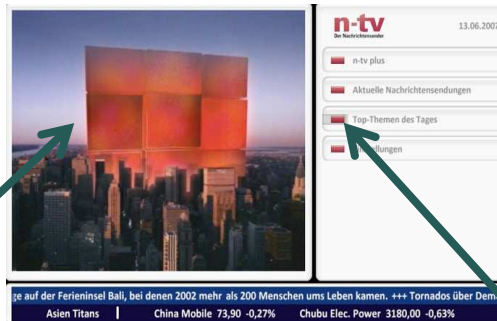 n-tv
Der Nachrichtensender
13.06.2007
n-tv plus
Aktuelle Nachrichtensendungen
Top-Themen des Tages
ge auf der Ferieninsel Bali, bei denen 2002 mehr als 200 Menschen ums Leben kamen. +++ Tornados über Dem
Asien Titans | China Mobile 73,90 -0,27% Chubu Elec. Power 3180,00 -0,63%